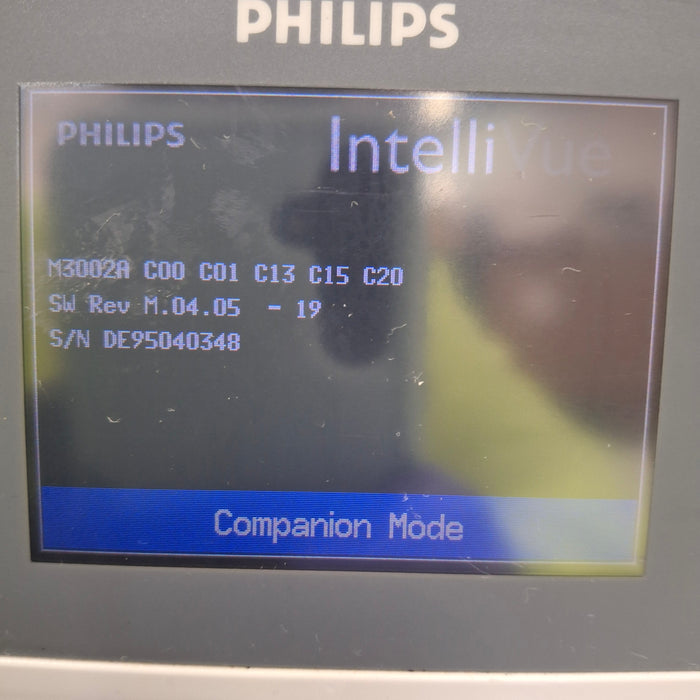 PHILIPS
PHILIPS IntelliVue
M3002A C00 C01 C13 C15 C20
SW Rev M.04.05 - 19
S/N DE95040348
Companion Mode